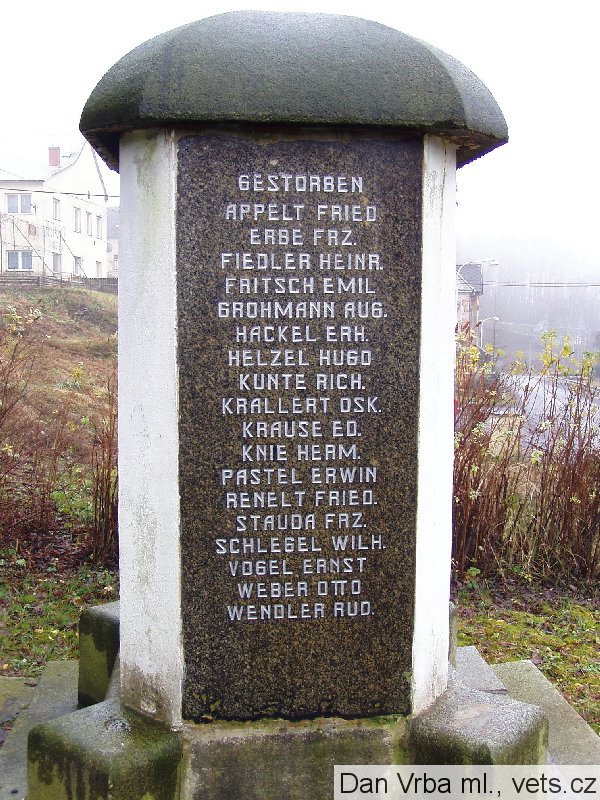 GESTORBEN
APPELT FRIED
ERBE FRZ.
FIEDLER HEINR.
FRITSCH EMIL
GROHMANN AUG.
HACKEL ERH.
HELZEL HUGO
KUNTE RICH.
KRALLERT OSK.
KRAUSE ED.
KNIE HERM.
PASTEL ERWIN
RENELT FRIED.
STAUDA FRZ.
SCHLEGEL WILH.
VOGEL ERNST
WEBER OTTO
WENDLER RUD.
Dan Vrba ml., vets.cz